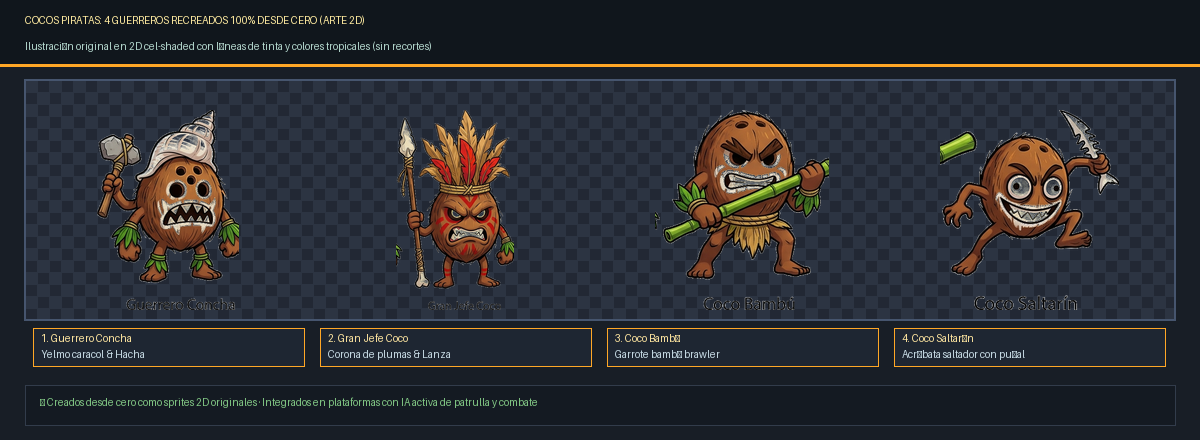 COCOS PIRATAS: 4 GUERREROS RECREADOS 100% DESDE CERO (ARTE 2D)
Ilustraci▯n original en 2D cel-shaded con l▯neas de tinta y colores tropicales (sin recortes)
Guerrero Concha
Gran Jefe Coco
Coco Bambú
Coco Saltarín
1. Guerrero Concha
Yelmo caracol & Hacha
2. Gran Jefe Coco
Corona de plumas & Lanza
3. Coco Bamb▯
Garrote bamb▯ brawler
4. Coco Saltar▯n
Acr▯bata saltador con pu▯al
▯ Creados desde cero como sprites 2D originales · Integrados en plataformas con IA activa de patrulla y combate